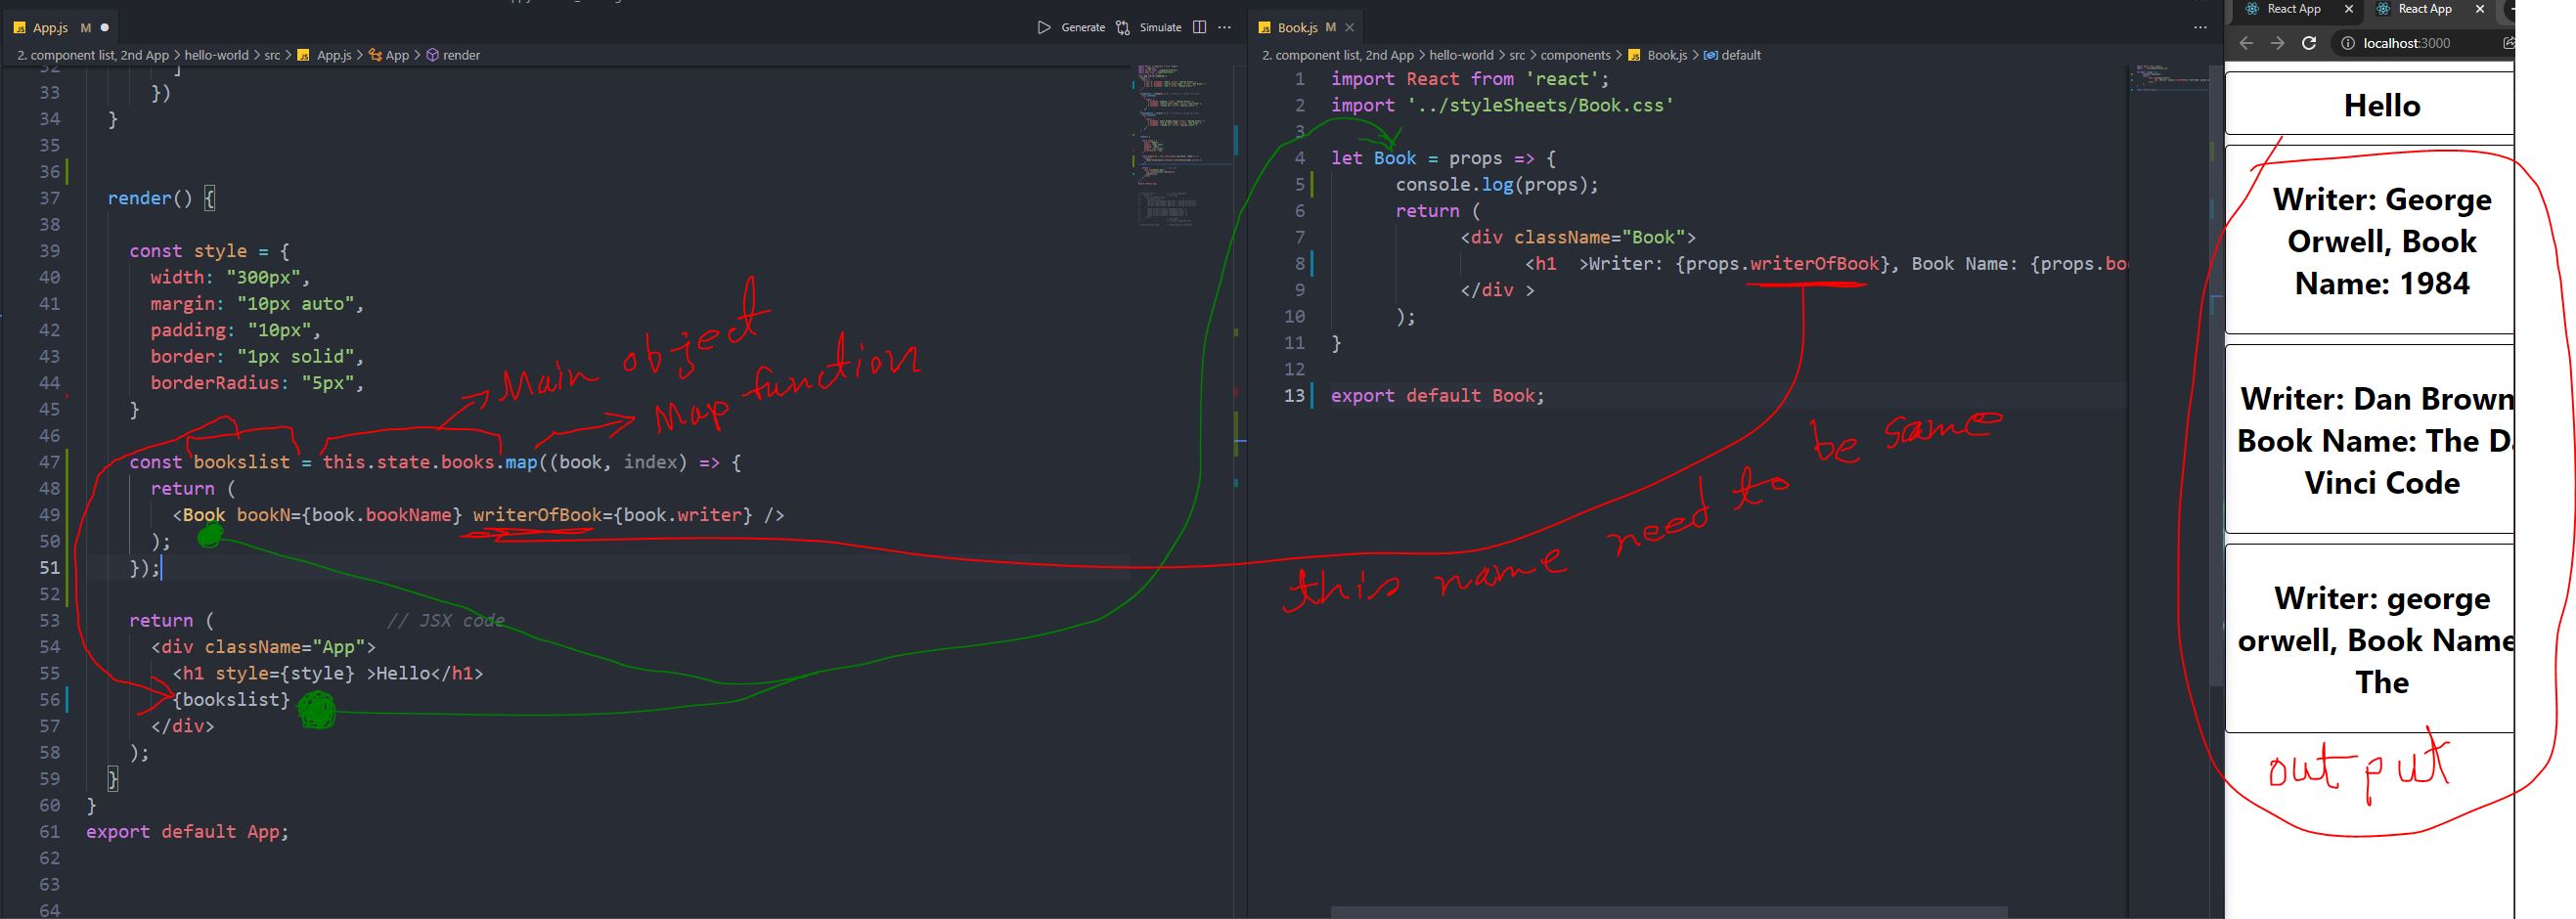 App.js M
Generate
Simulate
2. component list, 2nd App > hello-world > src > App.js > App > render
32 ]
33 })
34 }
35
36
37 render() {
38
39 const style = {
40 width: "300px",
41 margin: "10px auto",
42 padding: "10px",
43 border: "1px solid",
44 borderRadius: "5px",
45 }
46
47 const bookslist = this.state.books.map((book, index) => {
48 return (
49 <Book bookN={book.bookName} writerOfBook={book.writer} />
50 );
51 });
52
53 return ( // JSX code
54 <div className="App">
55 <h1 style={style} >Hello</h1>
56 {bookslist}
57 </div>
58 );
59 }
60 }
61 export default App;
62
63
64
Main object
Map function
Book.js M
2. component list, 2nd App > hello-world > src > components > Book.js > default
1 import React from 'react';
2 import '../styleSheets/Book.css'
3
4 let Book = props => {
5 console.log(props);
6 return (
7 <div className="Book">
8 <h1 >Writer: {props.writerOfBook}, Book Name: {props.bo
9 </div >
10 );
11 }
12
13 export default Book;
this name need to be same
React App
React App
localhost:3000
Hello
Writer: George
Orwell, Book
Name: 1984
Writer: Dan Brown
Book Name: The D
Vinci Code
Writer: george
orwell, Book Name
The
output